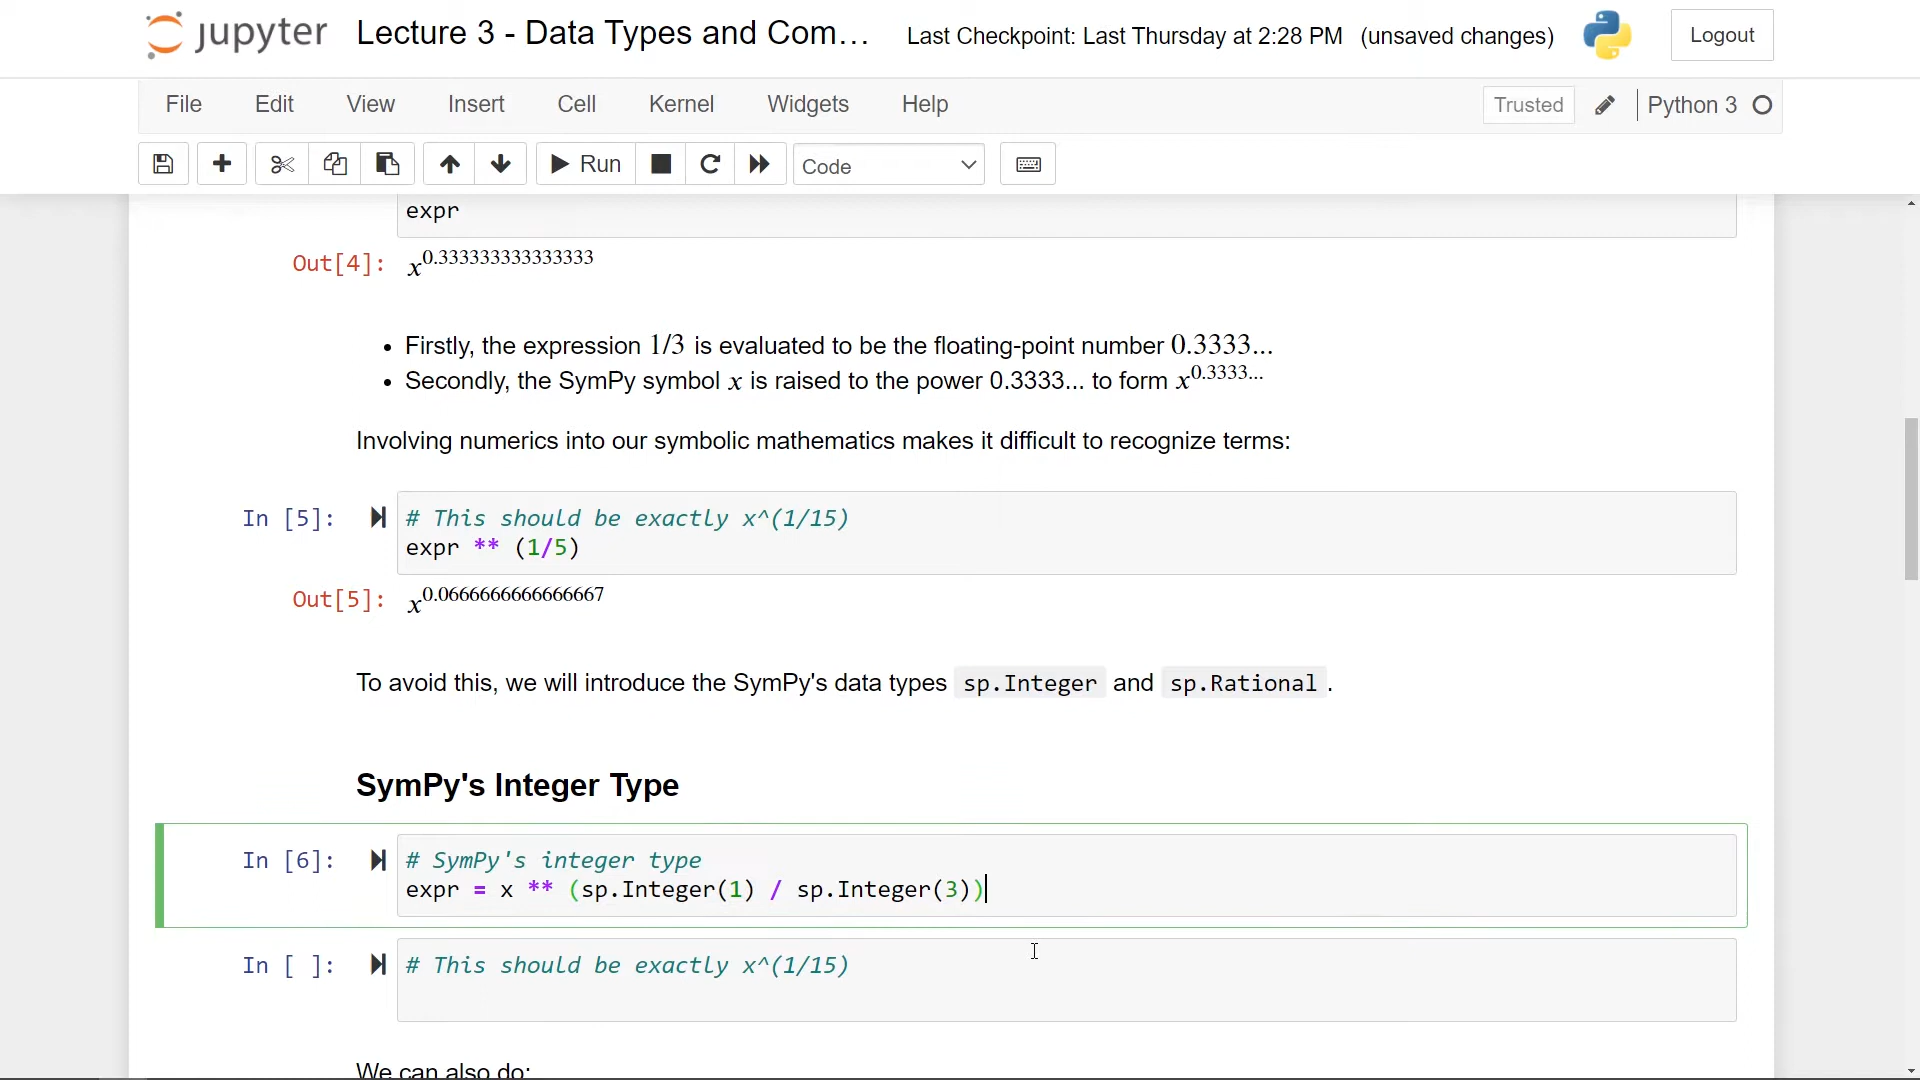 jupyter Lecture 3 - Data Types and Com... Last Checkpoint: Last Thursday at 2:28 PM (unsaved changes) Logout
File Edit View Insert Cell Kernel Widgets Help Trusted Python 3
Run Code
expr
Out[4]: x^0.333333333333333
• Firstly, the expression 1/3 is evaluated to be the floating-point number 0.3333...
• Secondly, the SymPy symbol x is raised to the power 0.3333... to form x^0.3333...
Involving numerics into our symbolic mathematics makes it difficult to recognize terms:
In [5]: # This should be exactly x^(1/15)
expr ** (1/5)
Out[5]: x^0.0666666666666667
To avoid this, we will introduce the SymPy's data types sp.Integer and sp.Rational.
SymPy's Integer Type
In [6]: # SymPy's integer type
expr = x ** (sp.Integer(1) / sp.Integer(3))
In [ ]: # This should be exactly x^(1/15)
We can also do: